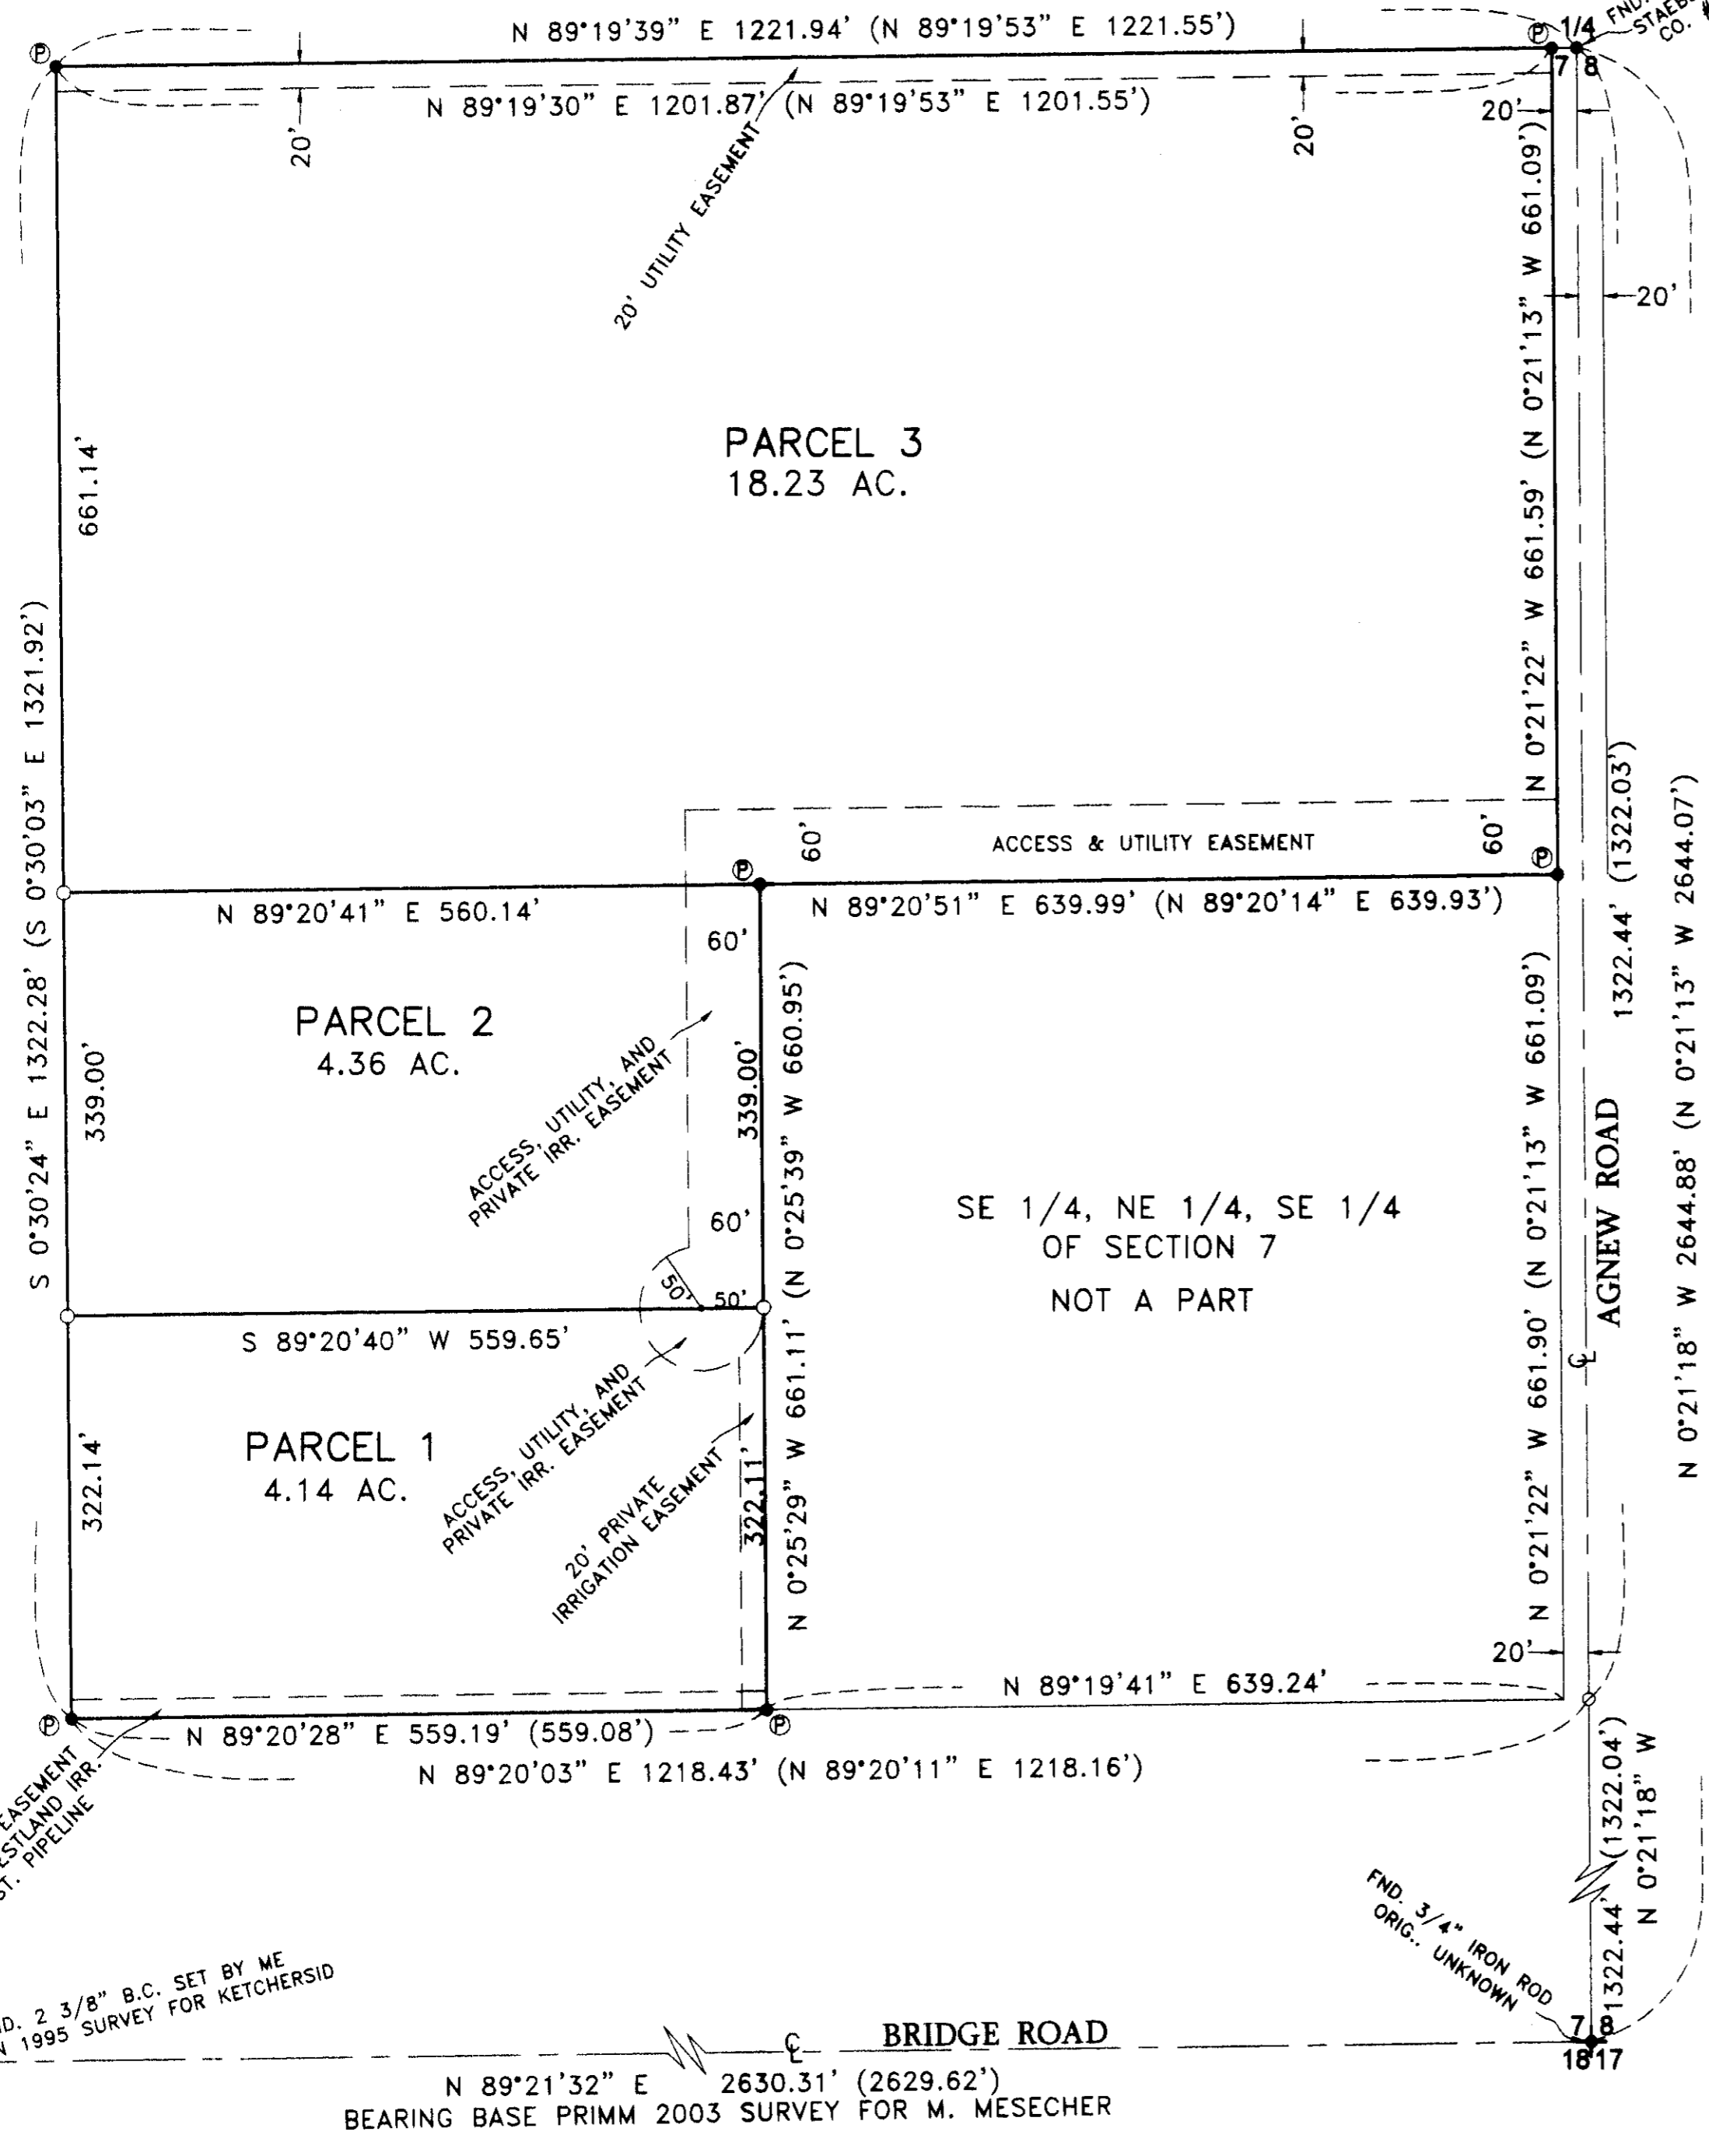 N 89°19'39" E 1221.94' (N 89°19'53" E 1221.55')
1/4
FND.
CO.
7 8
P
P
N 89°19'30" E 1201.87' (N 89°19'53" E 1201.55')
20'
20'
20'
20'
20' UTILITY EASEMENT
N 0°21'22" W 661.59' (N 0°21'13" W 661.09')
PARCEL 3
18.23 AC.
661.14'
S 0°30'24" E 1322.28' (S 0°30'03" E 1321.92')
60'
ACCESS & UTILITY EASEMENT
60'
P
P
N 89°20'41" E 560.14'
N 89°20'51" E 639.99' (N 89°20'14" E 639.93')
1322.44' (1322.03')
N 0°21'18" W 2644.88' (N 0°21'13" W 2644.07')
AGNEW ROAD
60'
PARCEL 2
4.36 AC.
339.00'
339.00'
ACCESS, UTILITY, AND
PRIVATE IRR. EASEMENT
60'
50'
50'
N 0°25'29" W 661.11' (N 0°25'39" W 660.95')
SE 1/4, NE 1/4, SE 1/4
OF SECTION 7
NOT A PART
N 0°21'22" W 661.90' (N 0°21'13" W 661.09')
CL
S 89°20'40" W 559.65'
PARCEL 1
4.14 AC.
322.14'
322.11'
ACCESS, UTILITY, AND
PRIVATE IRR. EASEMENT
20' PRIVATE
IRRIGATION EASEMENT
20'
N 89°19'41" E 639.24'
P
P
N 89°20'28" E 559.19' (559.08')
N 89°20'03" E 1218.43' (N 89°20'11" E 1218.16')
EASEMENT
IRR.
PIPELINE
1322.44' (1322.04')
N 0°21'18" W
FND. 3/4" IRON ROD
ORIG.. UNKNOWN
2 3/8" B.C. SET BY ME
1995 SURVEY FOR KETCHERSID
7 8
18 17
CL
BRIDGE ROAD
N 89°21'32" E 2630.31' (2629.62')
BEARING BASE PRIMM 2003 SURVEY FOR M. MESECHER